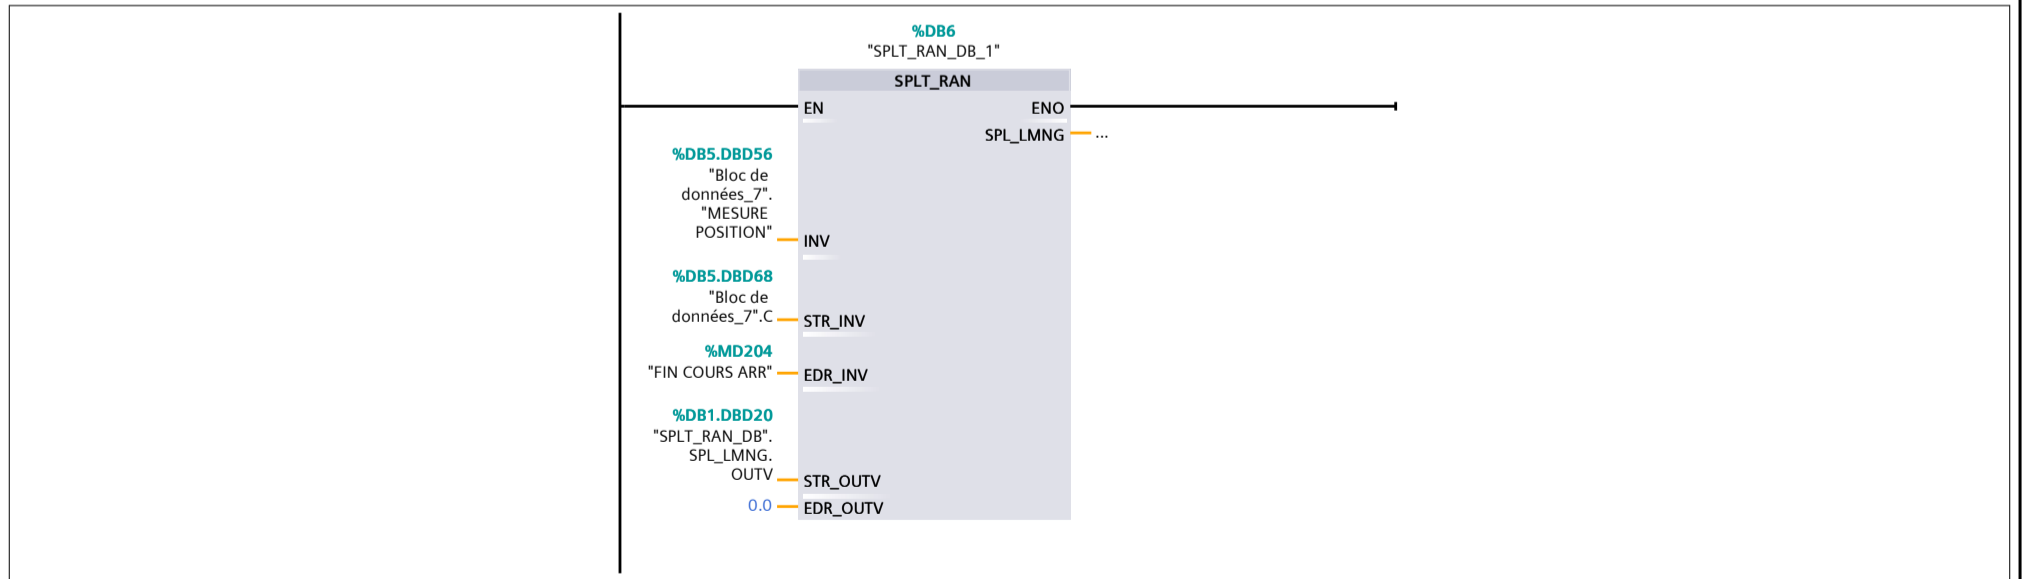 %DB6
"SPLT_RAN_DB_1"
SPLT_RAN
EN
ENO
SPL_LMNG
...
%DB5.DBD56
"Bloc de
données_7".
"MESURE
POSITION"
INV
%DB5.DBD68
"Bloc de
données_7".C
STR_INV
%MD204
"FIN COURS ARR"
EDR_INV
%DB1.DBD20
"SPLT_RAN_DB".
SPL_LMNG.
OUTV
STR_OUTV
0.0
EDR_OUTV